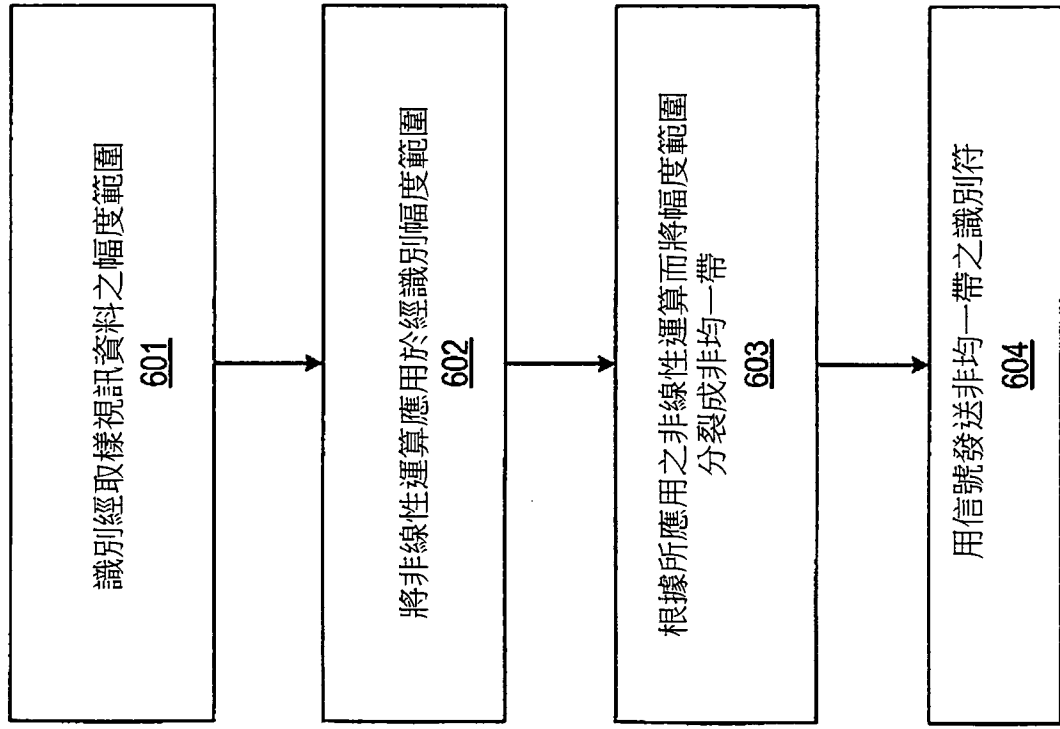 識別經取樣視訊資料之幅度範圍
601
將非線性運算應用於經識別幅度範圍
602
根據所應用之非線性運算而將幅度範圍
分裂成非均一帶
603
用信號發送非均一帶之識別符
604